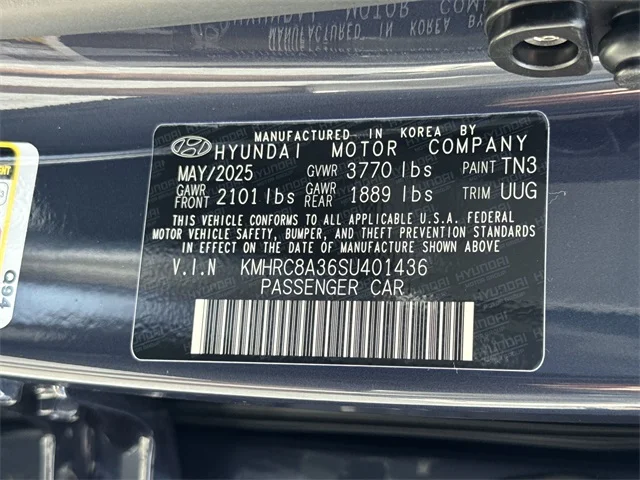 MANUFACTURED IN KOREA BY
HYUNDAI MOTOR COMPANY
MAY/2025 GVWR 3770 lbs PAINT TN3
GAWR FRONT 2101 lbs GAWR REAR 1889 lbs TRIM UUG
THIS VEHICLE CONFORMS TO ALL APPLICABLE U.S.A. FEDERAL
MOTOR VEHICLE SAFETY, BUMPER, AND THEFT PREVENTION STANDARDS
IN EFFECT ON THE DATE OF MANUFACTURE SHOWN ABOVE
V.I.N KMHRC8A36SU401436
PASSENGER CAR
Q94